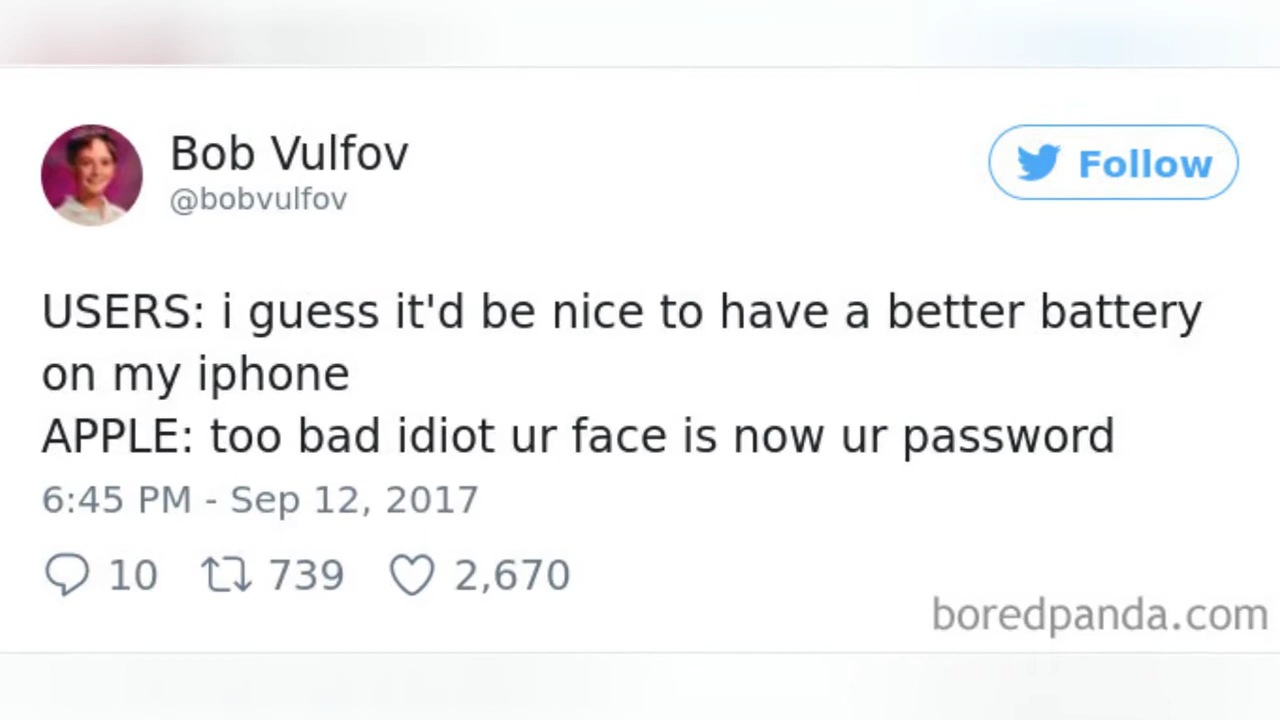 Bob Vulfov
@bobvulfov
Follow
USERS: i guess it'd be nice to have a better battery
on my iphone
APPLE: too bad idiot ur face is now ur password
6:45 PM - Sep 12, 2017
10 739 2,670
boredpanda.com